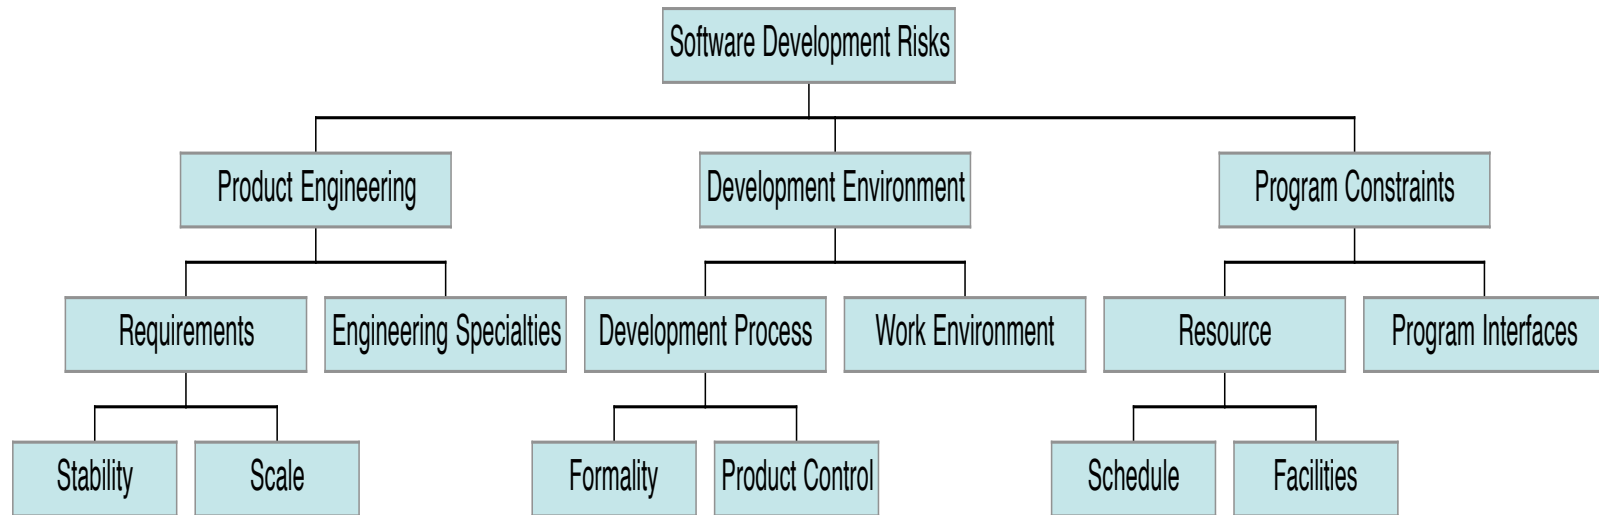 Software Development Risks
Product Engineering
Development Environment
Program Constraints
Requirements
Engineering Specialties
Development Process
Work Environment
Resource
Program Interfaces
Stability
Scale
Formality
Product Control
Schedule
Facilities